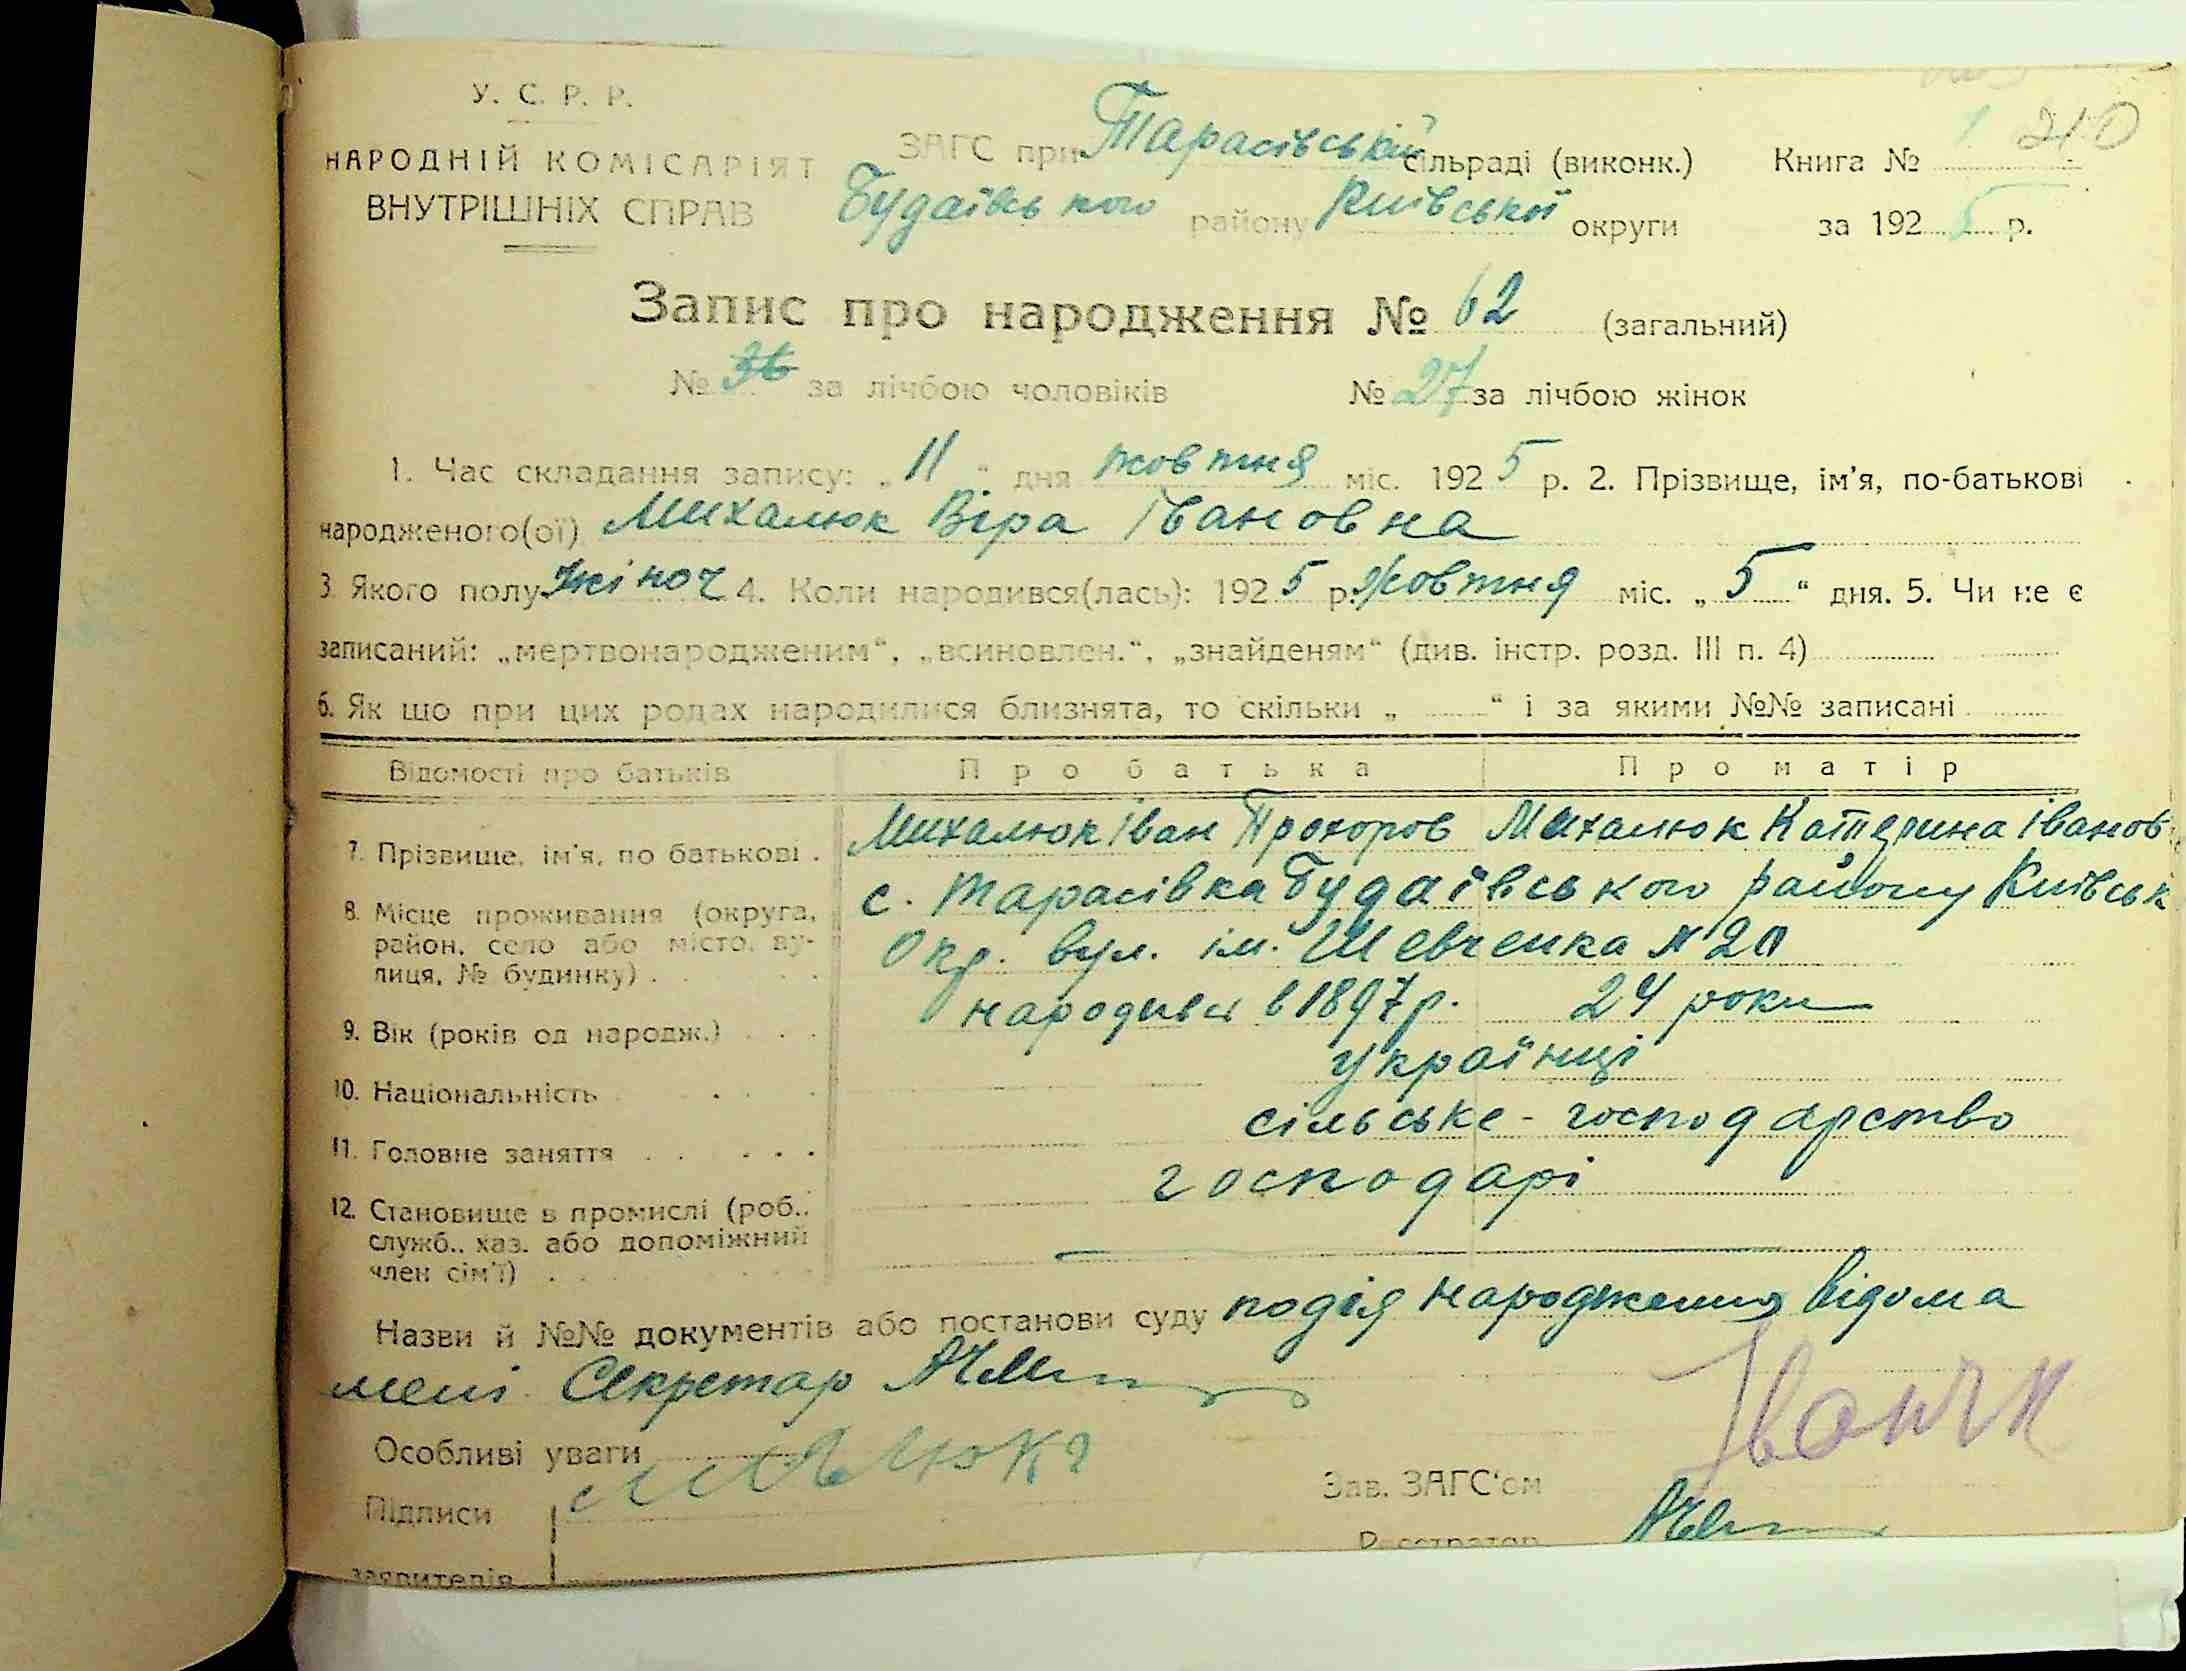 У. С. Р. Р.
НАРОДНІЙ КОМІСАРІЯТ
ВНУТРІШНІХ СПРАВ
ЗАГС при Тарасівській сільраді (виконк.)
Будаївського району Київської округи
Книга № 1 210
за 1925 р.
Запис про народження № 62 (загальний)
№ за лічбою чоловіків № 27 за лічбою жінок
1. Час складання запису: „ 11 “ дня жовтня міс. 1925 р. 2. Прізвище, ім'я, по-батькові
народженого(ої) Михалюк Віра Івановна
3. Якого полу жіноч 4. Коли народився(лась): 1925 р. Жовтня міс. „ 5 “ дня. 5. Чи не є
записаний: „мертвонародженим“, „всиновлен.“, „знайденям“ (див. інстр. розд. III п. 4)
6. Як що при цих родах народилися близнята, то скільки „ “ і за якими №№ записані
Відомості про батьків Про батька Про матір
7. Прізвище, ім'я, по батькові . Михалюк Іван Прохоров Михалюк Катерина Іванов
8. Місце проживання (округа, район, село або місто, вулиця, № будинку) .
с. Тарасівка Будаївського району Київськ
Окр. вул. ім. Шевченка №
9. Вік (років од народж.) . . . народився в 1897 р. 24 роки
10. Національність . . . українці
11. Головне заняття . . . . . сільське-господарство
12. Становище в промислі (роб., служб., хаз. або допоміжний член сім'ї) . господарі
Назви й №№ документів або постанови суду подія народження відома
мені Секретар
Особливі уваги
Зав. ЗАГС'ом
Підписи
Реєстратор
заявителів